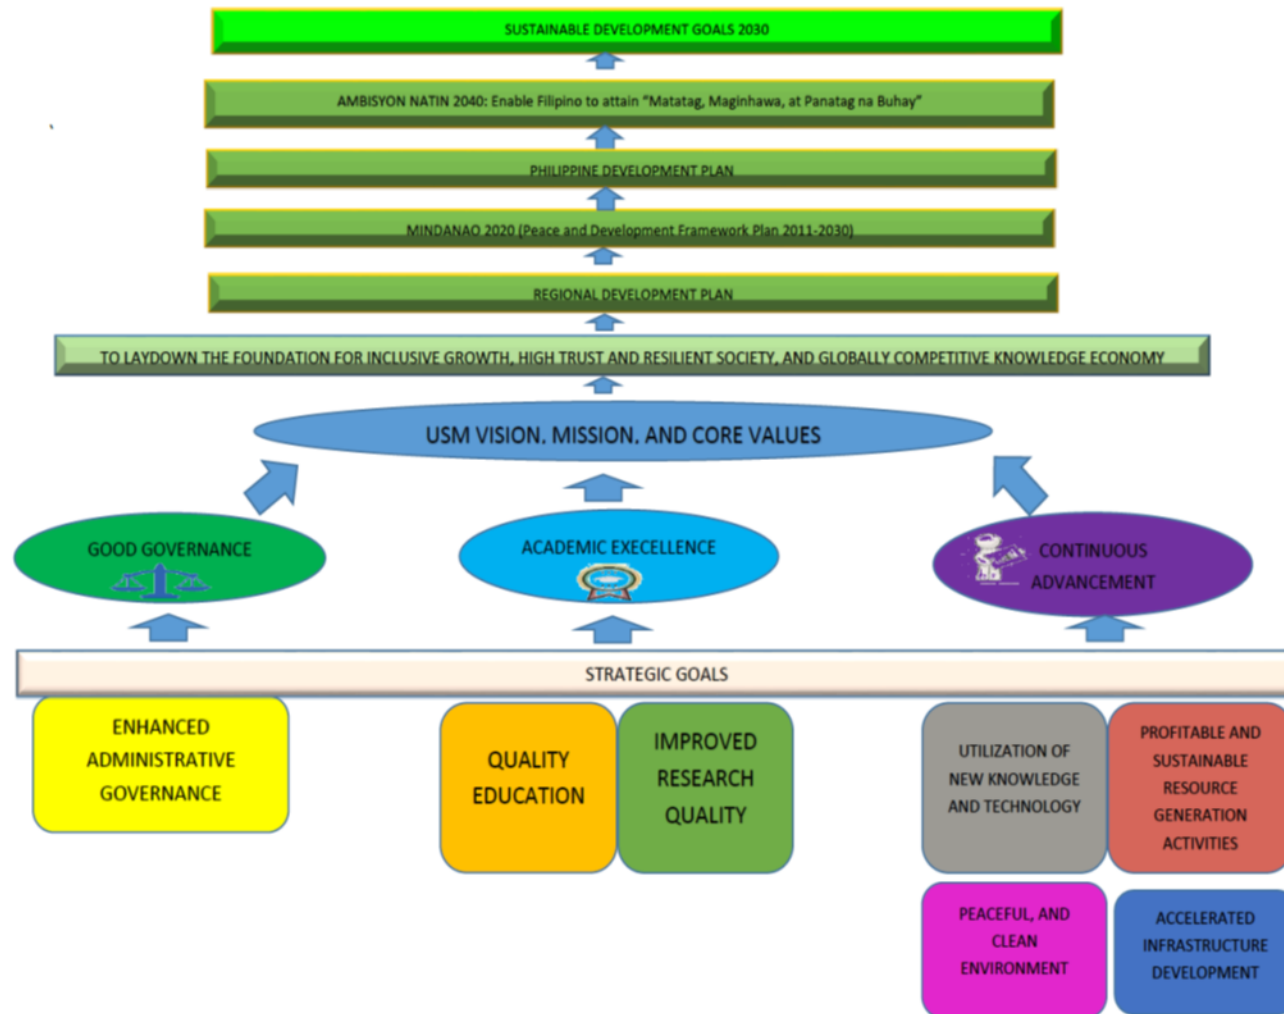 SUSTAINABLE DEVELOPMENT GOALS 2030
AMBISYON NATIN 2040: Enable Filipino to attain “Matatag, Maginhawa, at Panatag na Buhay”
PHILIPPINE DEVELOPMENT PLAN
MINDANAO 2020 (Peace and Development Framework Plan 2011-2030)
REGIONAL DEVELOPMENT PLAN
TO LAYDOWN THE FOUNDATION FOR INCLUSIVE GROWTH, HIGH TRUST AND RESILIENT SOCIETY, AND GLOBALLY COMPETITIVE KNOWLEDGE ECONOMY
USM VISION, MISSION, AND CORE VALUES
GOOD GOVERNANCE
ACADEMIC EXECELLENCE
CONTINUOUS
ADVANCEMENT
STRATEGIC GOALS
ENHANCED
ADMINISTRATIVE
GOVERNANCE
QUALITY
EDUCATION
IMPROVED
RESEARCH
QUALITY
UTILIZATION OF
NEW KNOWLEDGE
AND TECHNOLOGY
PROFITABLE AND
SUSTAINABLE
RESOURCE
GENERATION
ACTIVITIES
PEACEFUL, AND
CLEAN
ENVIRONMENT
ACCELERATED
INFRASTRUCTURE
DEVELOPMENT